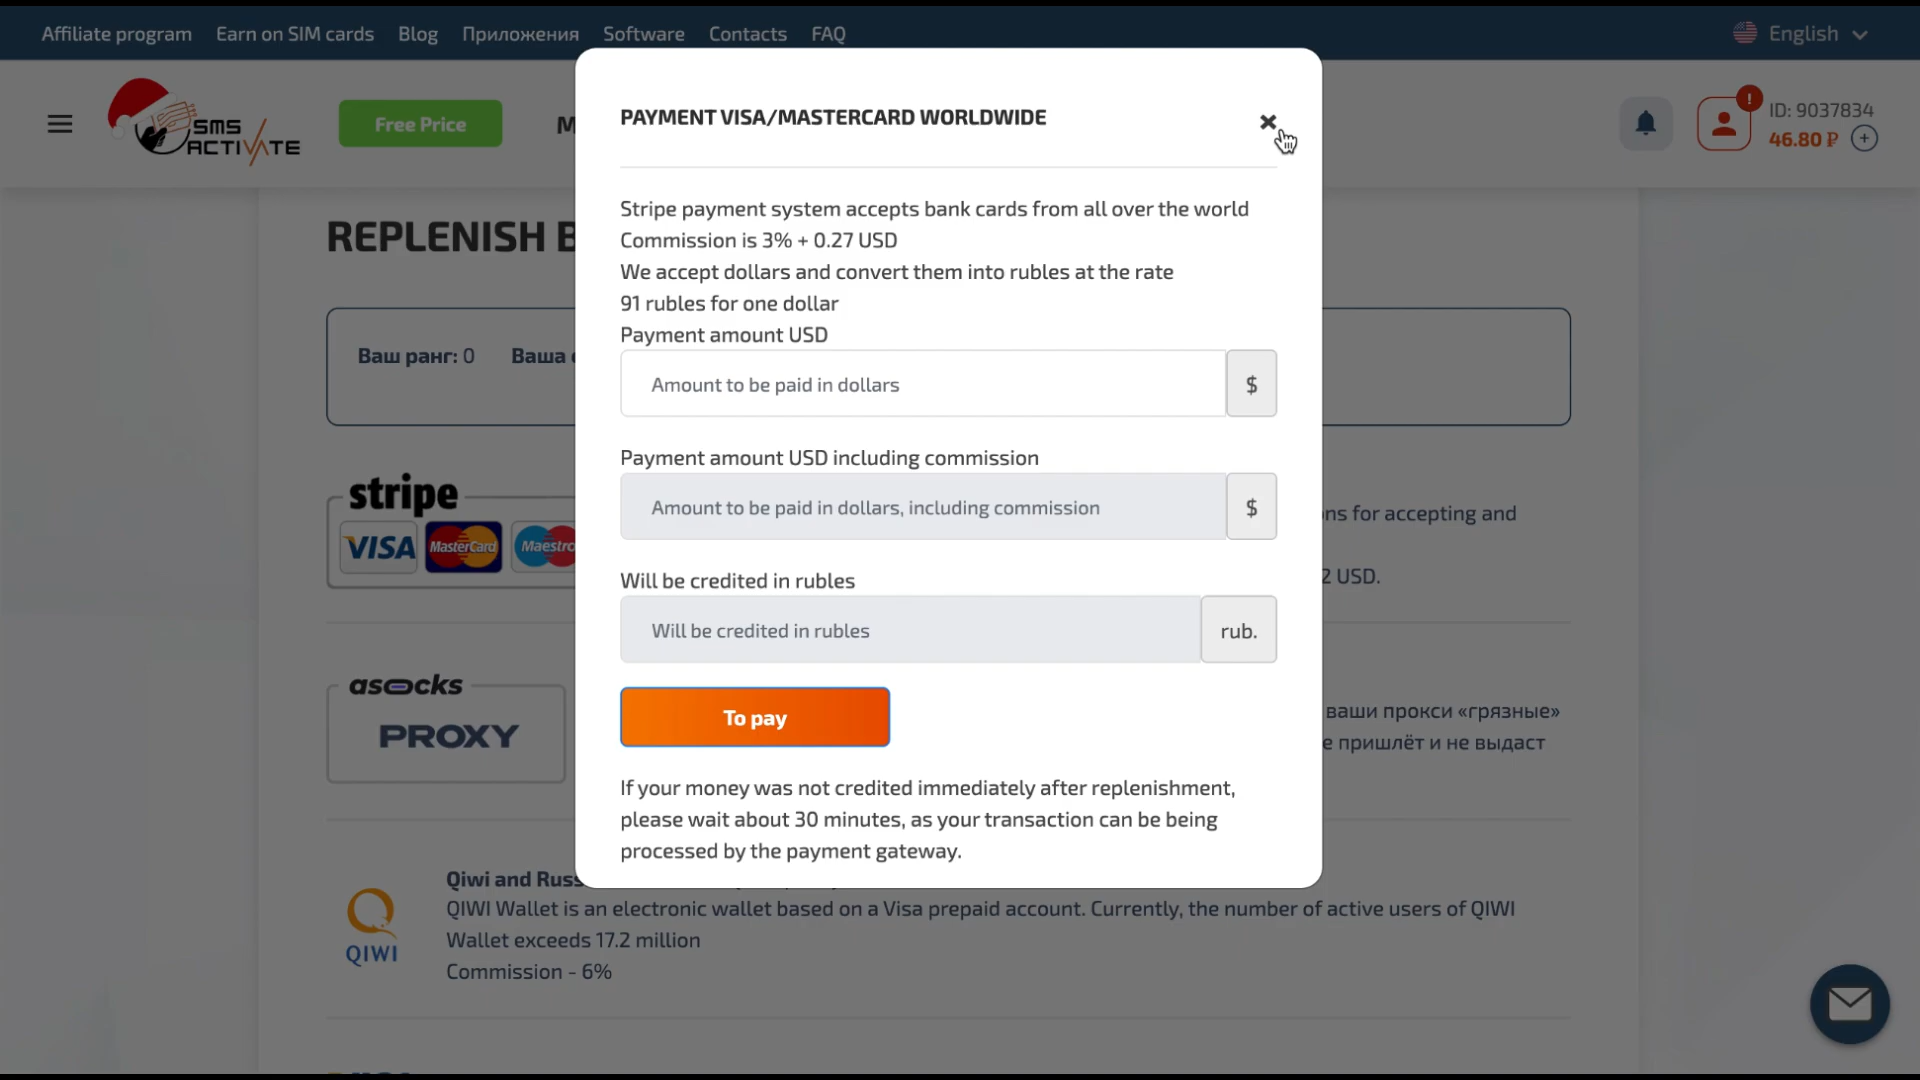 Affiliate program Earn on SIM cards Blog Приложения Software Contacts FAQ English
SMS
ACTIVATE
Free Price
M
! ID: 9037834
46.80 ₽
PAYMENT VISA/MASTERCARD WORLDWIDE
Stripe payment system accepts bank cards from all over the world
Commission is 3% + 0.27 USD
We accept dollars and convert them into rubles at the rate
91 rubles for one dollar
Payment amount USD
Amount to be paid in dollars $
Payment amount USD including commission
Amount to be paid in dollars, including commission $
Will be credited in rubles
Will be credited in rubles rub.
To pay
If your money was not credited immediately after replenishment,
please wait about 30 minutes, as your transaction can be being
processed by the payment gateway.
REPLENISH B
Ваш ранг: 0 Ваша
stripe
VISA MasterCard Maestro
ns for accepting and
2 USD.
asocks
PROXY
ваши прокси «грязные»
е пришлёт и не выдаст
QIWI
Qiwi and Russ
QIWI Wallet is an electronic wallet based on a Visa prepaid account. Currently, the number of active users of QIWI
Wallet exceeds 17.2 million
Commission - 6%